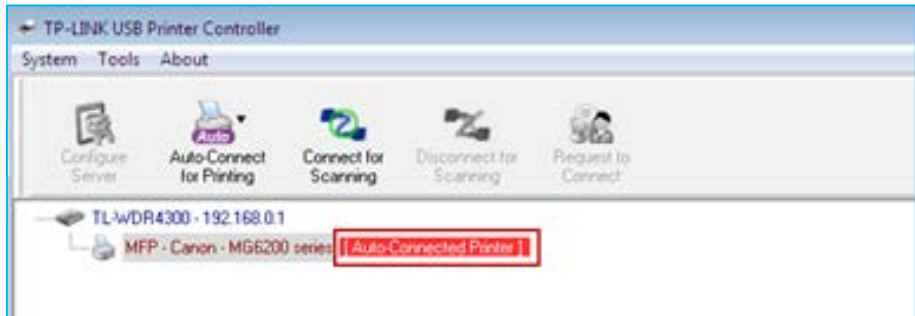 TP-LINK USB Printer Controller
System Tools About
Configure Server
Auto
Auto-Connect for Printing
Connect for Scanning
Disconnect for Scanning
Request to Connect
TL-WDR4300 - 192.168.0.1
MFP - Canon - MG6200 series [ Auto-Connected Printer ]